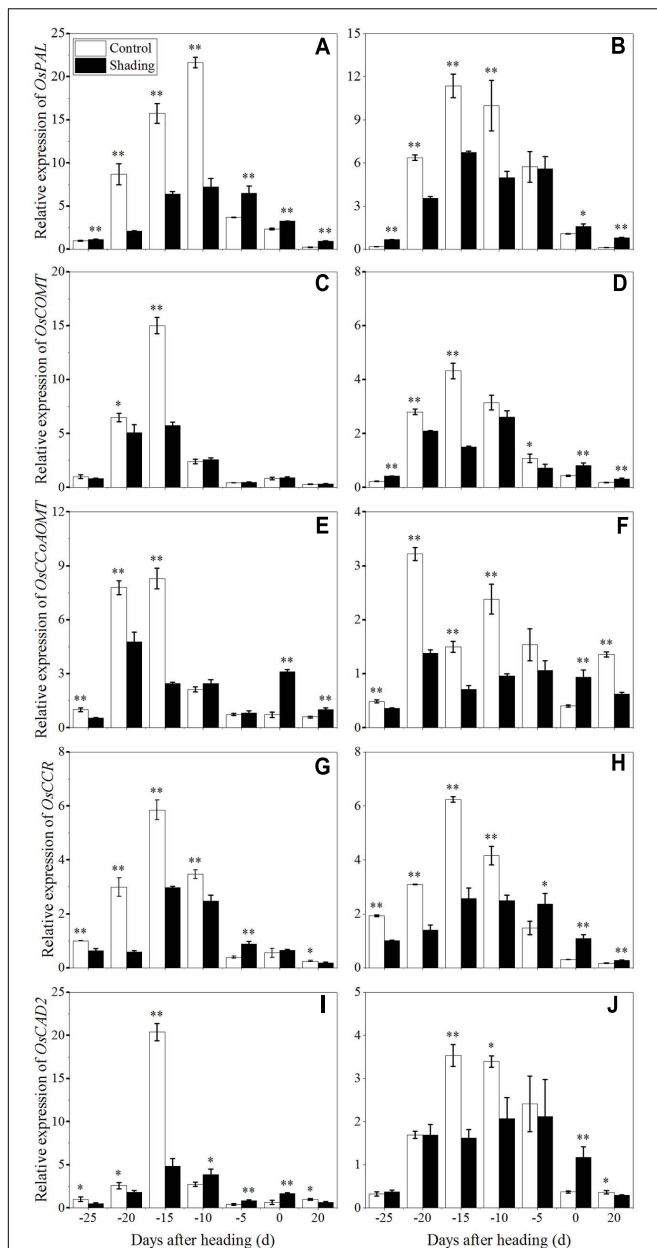 Control
Shading
A
B
Relative expression of OsPAL
25
20
15
10
5
0
15
12
9
6
3
0
** ** ** ** ** ** **
** ** ** ** * **
C
D
Relative expression of OsCOMT
20
15
10
5
0
8
6
4
2
0
* **
** ** ** * ** **
E
F
Relative expression of OsCCoAOMT
12
9
6
3
0
4
3
2
1
0
** ** ** ** **
** ** ** ** ** **
G
H
Relative expression of OsCCR
8
6
4
2
0
8
6
4
2
0
** ** ** ** ** *
** ** ** ** * ** **
I
J
Relative expression of OsCAD2
25
20
15
10
5
0
5
4
3
2
1
0
* * ** * ** ** *
** * ** *
-25 -20 -15 -10 -5 0 20
-25 -20 -15 -10 -5 0 20
Days after heading (d)
Days after heading (d)